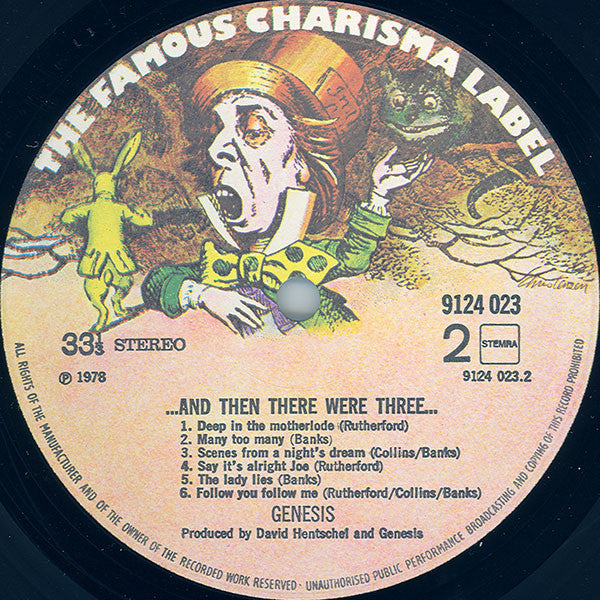 THE FAMOUS CHARISMA LABEL
9124 023
33⅓ STEREO
2
STEMRA
℗ 1978
9124 023.2
...AND THEN THERE WERE THREE...
1. Deep in the motherlode (Rutherford)
2. Many too many (Banks)
3. Scenes from a night's dream (Collins/Banks)
4. Say it's alright Joe (Rutherford)
5. The lady lies (Banks)
6. Follow you follow me (Rutherford/Collins/Banks)
GENESIS
Produced by David Hentschel and Genesis
ALL RIGHTS OF THE MANUFACTURER AND OF THE OWNER OF THE RECORDED WORK RESERVED · UNAUTHORISED PUBLIC PERFORMANCE BROADCASTING AND COPYING OF THIS RECORD PROHIBITED